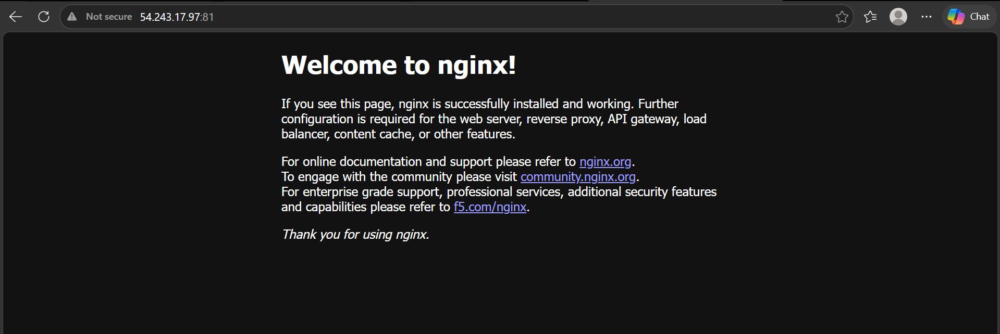 Not secure 54.243.17.97:81
Chat
Welcome to nginx!
If you see this page, nginx is successfully installed and working. Further
configuration is required for the web server, reverse proxy, API gateway, load
balancer, content cache, or other features.
For online documentation and support please refer to nginx.org.
To engage with the community please visit community.nginx.org.
For enterprise grade support, professional services, additional security features
and capabilities please refer to f5.com/nginx.
Thank you for using nginx.